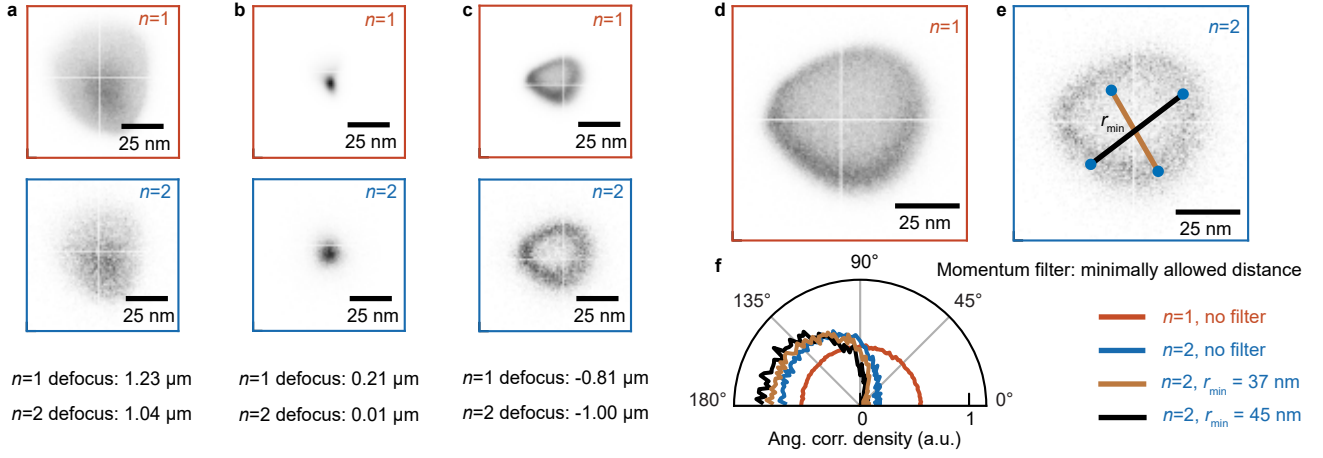 a
n=1
25 nm
n=2
25 nm
n=1 defocus: 1.23 μm
n=2 defocus: 1.04 μm
b
n=1
25 nm
n=2
25 nm
n=1 defocus: 0.21 μm
n=2 defocus: 0.01 μm
c
n=1
25 nm
n=2
25 nm
n=1 defocus: -0.81 μm
n=2 defocus: -1.00 μm
d
n=1
25 nm
e
n=2
rmin
25 nm
f
90°
135°
45°
180°
0°
0
1
Ang. corr. density (a.u.)
Momentum filter: minimally allowed distance
n=1, no filter
n=2, no filter
n=2, rmin = 37 nm
n=2, rmin = 45 nm